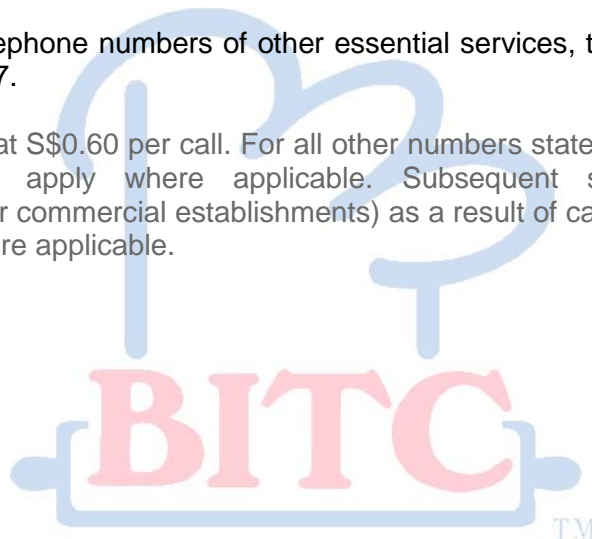 ephone numbers of other essential services, t
7.
at S$0.60 per call. For all other numbers state
apply where applicable. Subsequent s
r commercial establishments) as a result of ca
re applicable.
BITC
TM